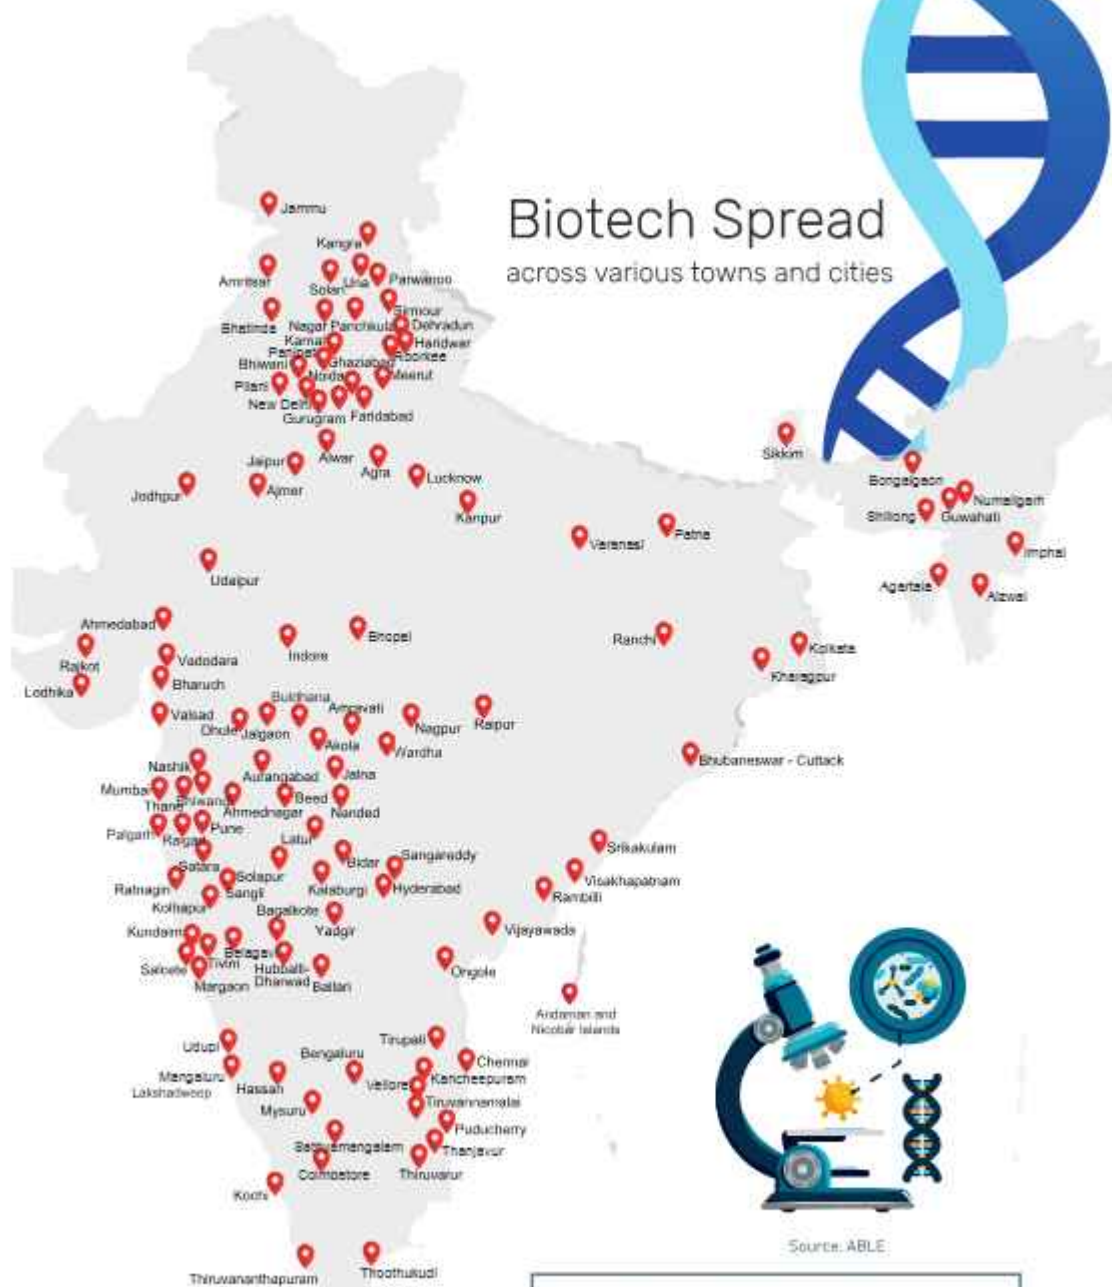 Biotech Spread
across various towns and cities
Jammu
Kangra
Amritsar
Solan
Una
Parwanoo
Sirmour
Bhatinda
Nagar
Panchkula
Dehradun
Karnal
Haridwar
Panipat
Roorkee
Bhiwani
Ghaziabad
Pilani
Noida
Meerut
New Delhi
Gurugram
Faridabad
Alwar
Jaipur
Agra
Lucknow
Jodhpur
Ajmer
Kanpur
Varanasi
Patna
Sikkim
Bongaigaon
Numaligarh
Shillong
Guwahati
Imphal
Agartala
Aizwal
Udaipur
Ahmedabad
Bhopal
Indore
Ranchi
Kolkata
Kharagpur
Rajkot
Vadodara
Lodhika
Bharuch
Valsad
Buldhana
Dhule
Jalgaon
Amravati
Nagpur
Raipur
Akola
Wardha
Bhubaneswar - Cuttack
Nashik
Aurangabad
Jalna
Mumbai
Thane
Bhiwandi
Ahmednagar
Beed
Nanded
Palgarh
Raigad
Pune
Latur
Satara
Solapur
Bidar
Sangareddy
Srikakulam
Ratnagiri
Sangli
Kalaburgi
Hyderabad
Visakhapatnam
Rambilli
Kolhapur
Bagalkote
Yadgir
Vijayawada
Kundaim
Belagavi
Salcete
Tivim
Hubballi-
Dharwad
Ballari
Ongole
Margaon
Andaman and
Nicobar Islands
Udupi
Tirupati
Bengaluru
Chennai
Mangaluru
Lakshadweep
Hassan
Vellore
Kancheepuram
Mysuru
Tiruvannamalai
Puducherry
Sathyamangalam
Thanjavur
Coimbatore
Thiruvarur
Kochi
Thiruvananthapuram
Thoothukudi
Source: ABLE